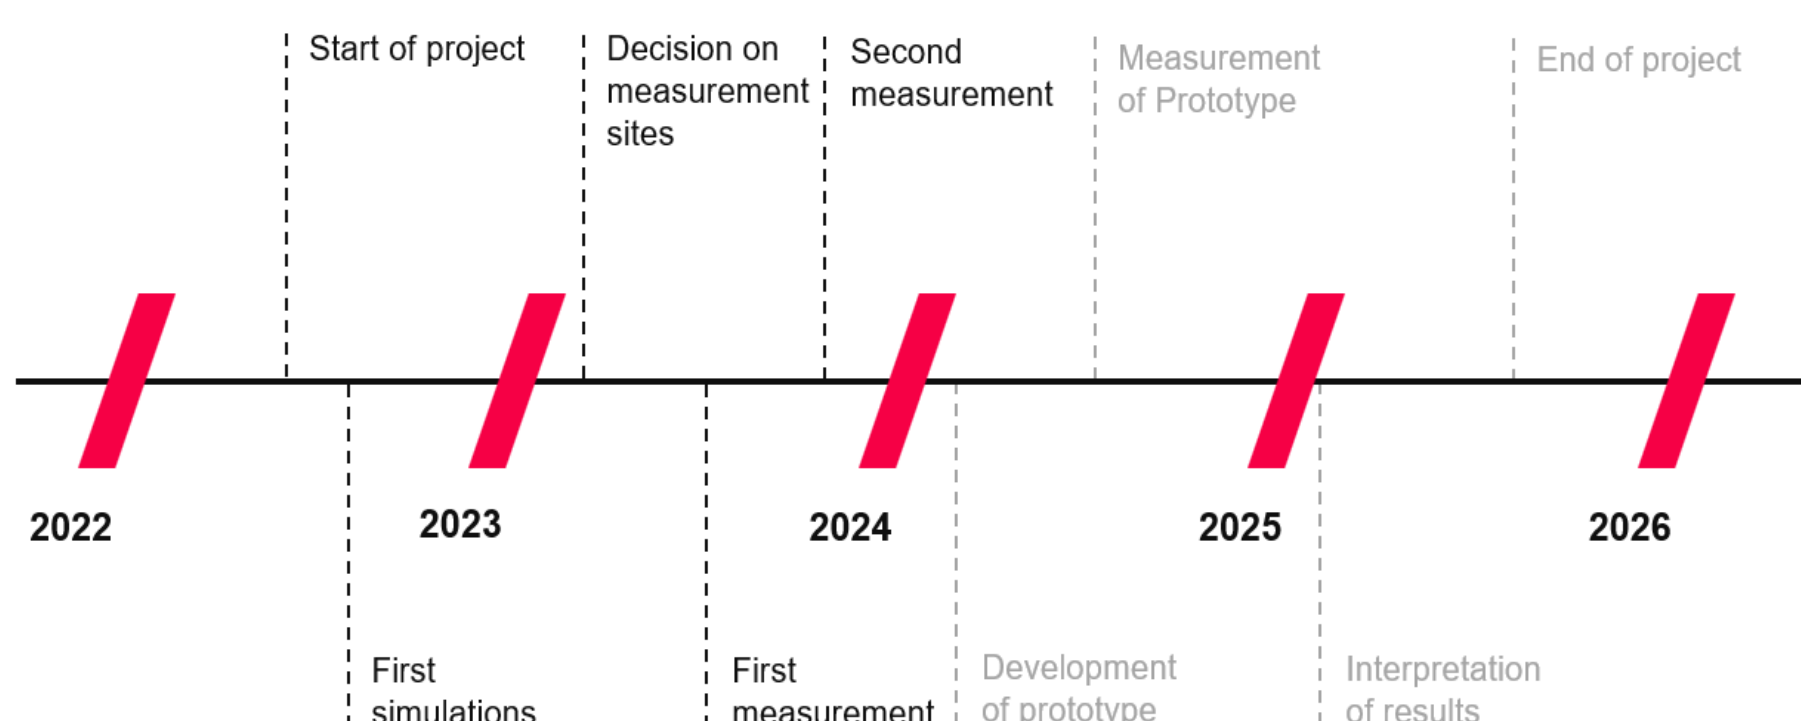 Start of project
Decision on
measurement
sites
Second
measurement
Measurement
of Prototype
End of project
2022
2023
2024
2025
2026
First
simulations
First
measurement
Development
of prototype
Interpretation
of results